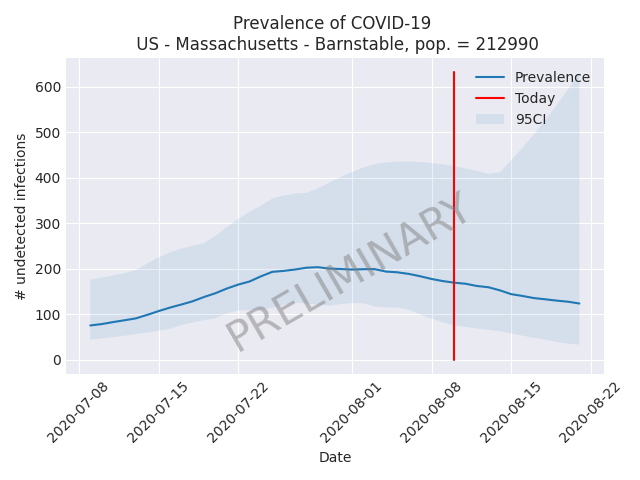 Prevalence of COVID-19
US - Massachusetts - Barnstable, pop. = 212990
Prevalence
Today
95CI
600
500
400
300
200
100
0
# undetected infections
PRELIMINARY
2020-07-08
2020-07-15
2020-07-22
2020-08-01
2020-08-08
2020-08-15
2020-08-22
Date